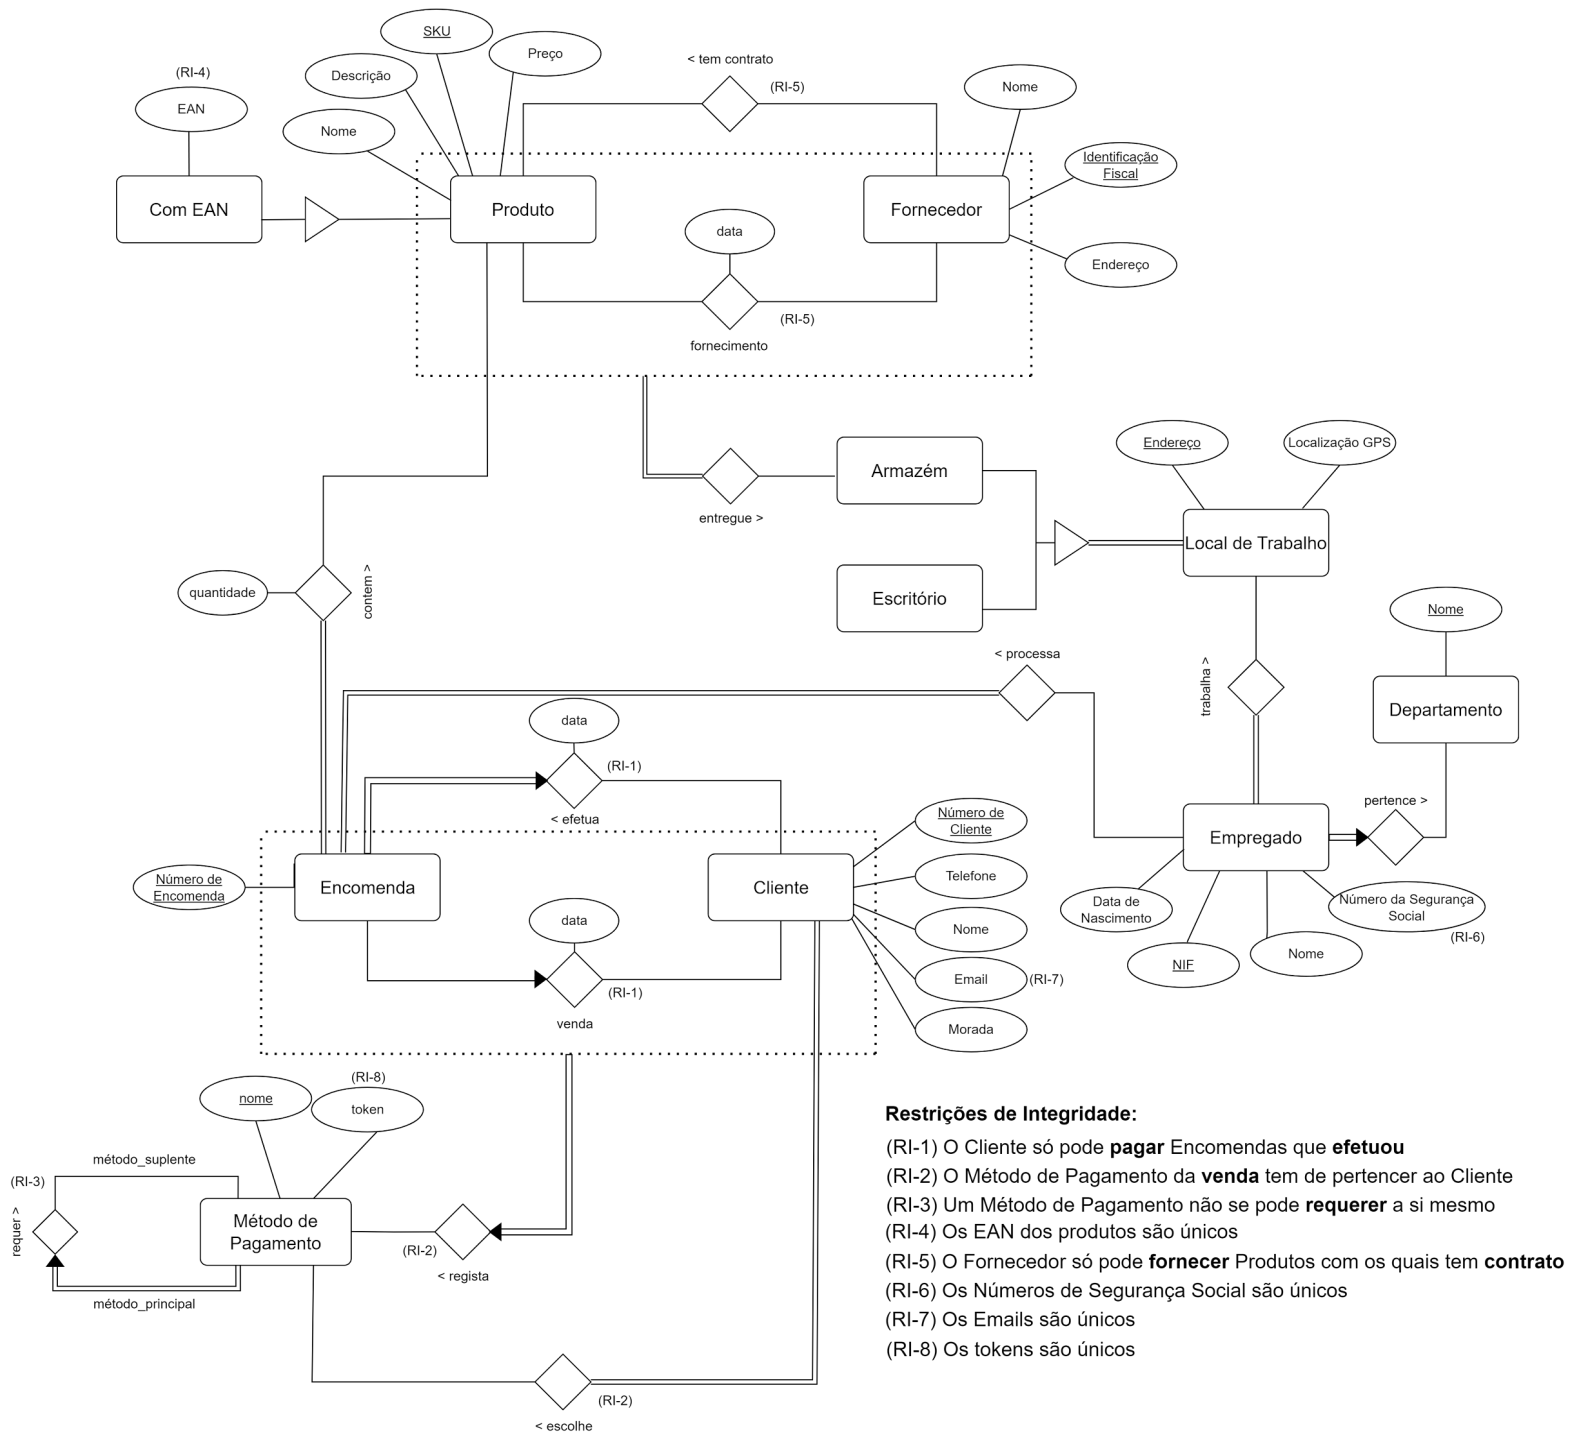 SKU
Preço
< tem contrato
(RI-4)
Descrição
(RI-5)
Nome
EAN
Nome
Identificação
Fiscal
Com EAN
Produto
Fornecedor
data
Endereço
(RI-5)
fornecimento
Endereço
Localização GPS
Armazém
entregue >
Local de Trabalho
quantidade
contem >
Escritório
Nome
< processa
trabalha >
Departamento
data
(RI-1)
< efetua
pertence >
Número de
Cliente
Empregado
Número de
Encomenda
Encomenda
Cliente
Telefone
Data de
Nascimento
Número da Segurança
Social
(RI-6)
data
Nome
NIF
Nome
Email
(RI-7)
(RI-1)
venda
Morada
(RI-8)
nome
token
método_suplente
(RI-3)
requer >
Método de
Pagamento
(RI-2)
< regista
método_principal
(RI-2)
< escolhe
Restrições de Integridade:
(RI-1) O Cliente só pode pagar Encomendas que efetuou
(RI-2) O Método de Pagamento da venda tem de pertencer ao Cliente
(RI-3) Um Método de Pagamento não se pode requerer a si mesmo
(RI-4) Os EAN dos produtos são únicos
(RI-5) O Fornecedor só pode fornecer Produtos com os quais tem contrato
(RI-6) Os Números de Segurança Social são únicos
(RI-7) Os Emails são únicos
(RI-8) Os tokens são únicos